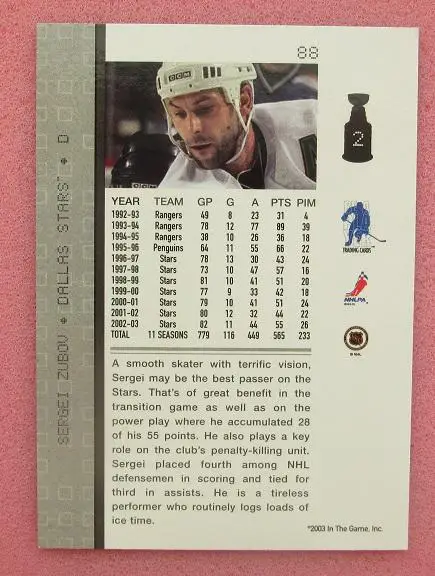 88
CCM
CCM
2
SERGEI ZUBOV • DALLAS STARS™ • D
YEAR TEAM GP G A PTS PIM
1992-93 Rangers 49 8 23 31 4
1993-94 Rangers 78 12 77 89 39
1994-95 Rangers 38 10 26 36 18
1995-96 Penguins 64 11 55 66 22
1996-97 Stars 78 13 30 43 24
1997-98 Stars 73 10 47 57 16
1998-99 Stars 81 10 41 51 20
1999-00 Stars 77 9 33 42 18
2000-01 Stars 79 10 41 51 24
2001-02 Stars 80 12 32 44 22
2002-03 Stars 82 11 44 55 26
TOTAL 11 SEASONS 779 116 449 565 233
TRADING CARDS
NHLPA
NHL
© NHL
A smooth skater with terrific vision,
Sergei may be the best passer on the
Stars. That's of great benefit in the
transition game as well as on the
power play where he accumulated 28
of his 55 points. He also plays a key
role on the club's penalty-killing unit.
Sergei placed fourth among NHL
defensemen in scoring and tied for
third in assists. He is a tireless
performer who routinely logs loads of
ice time.
©2003 In The Game, Inc.